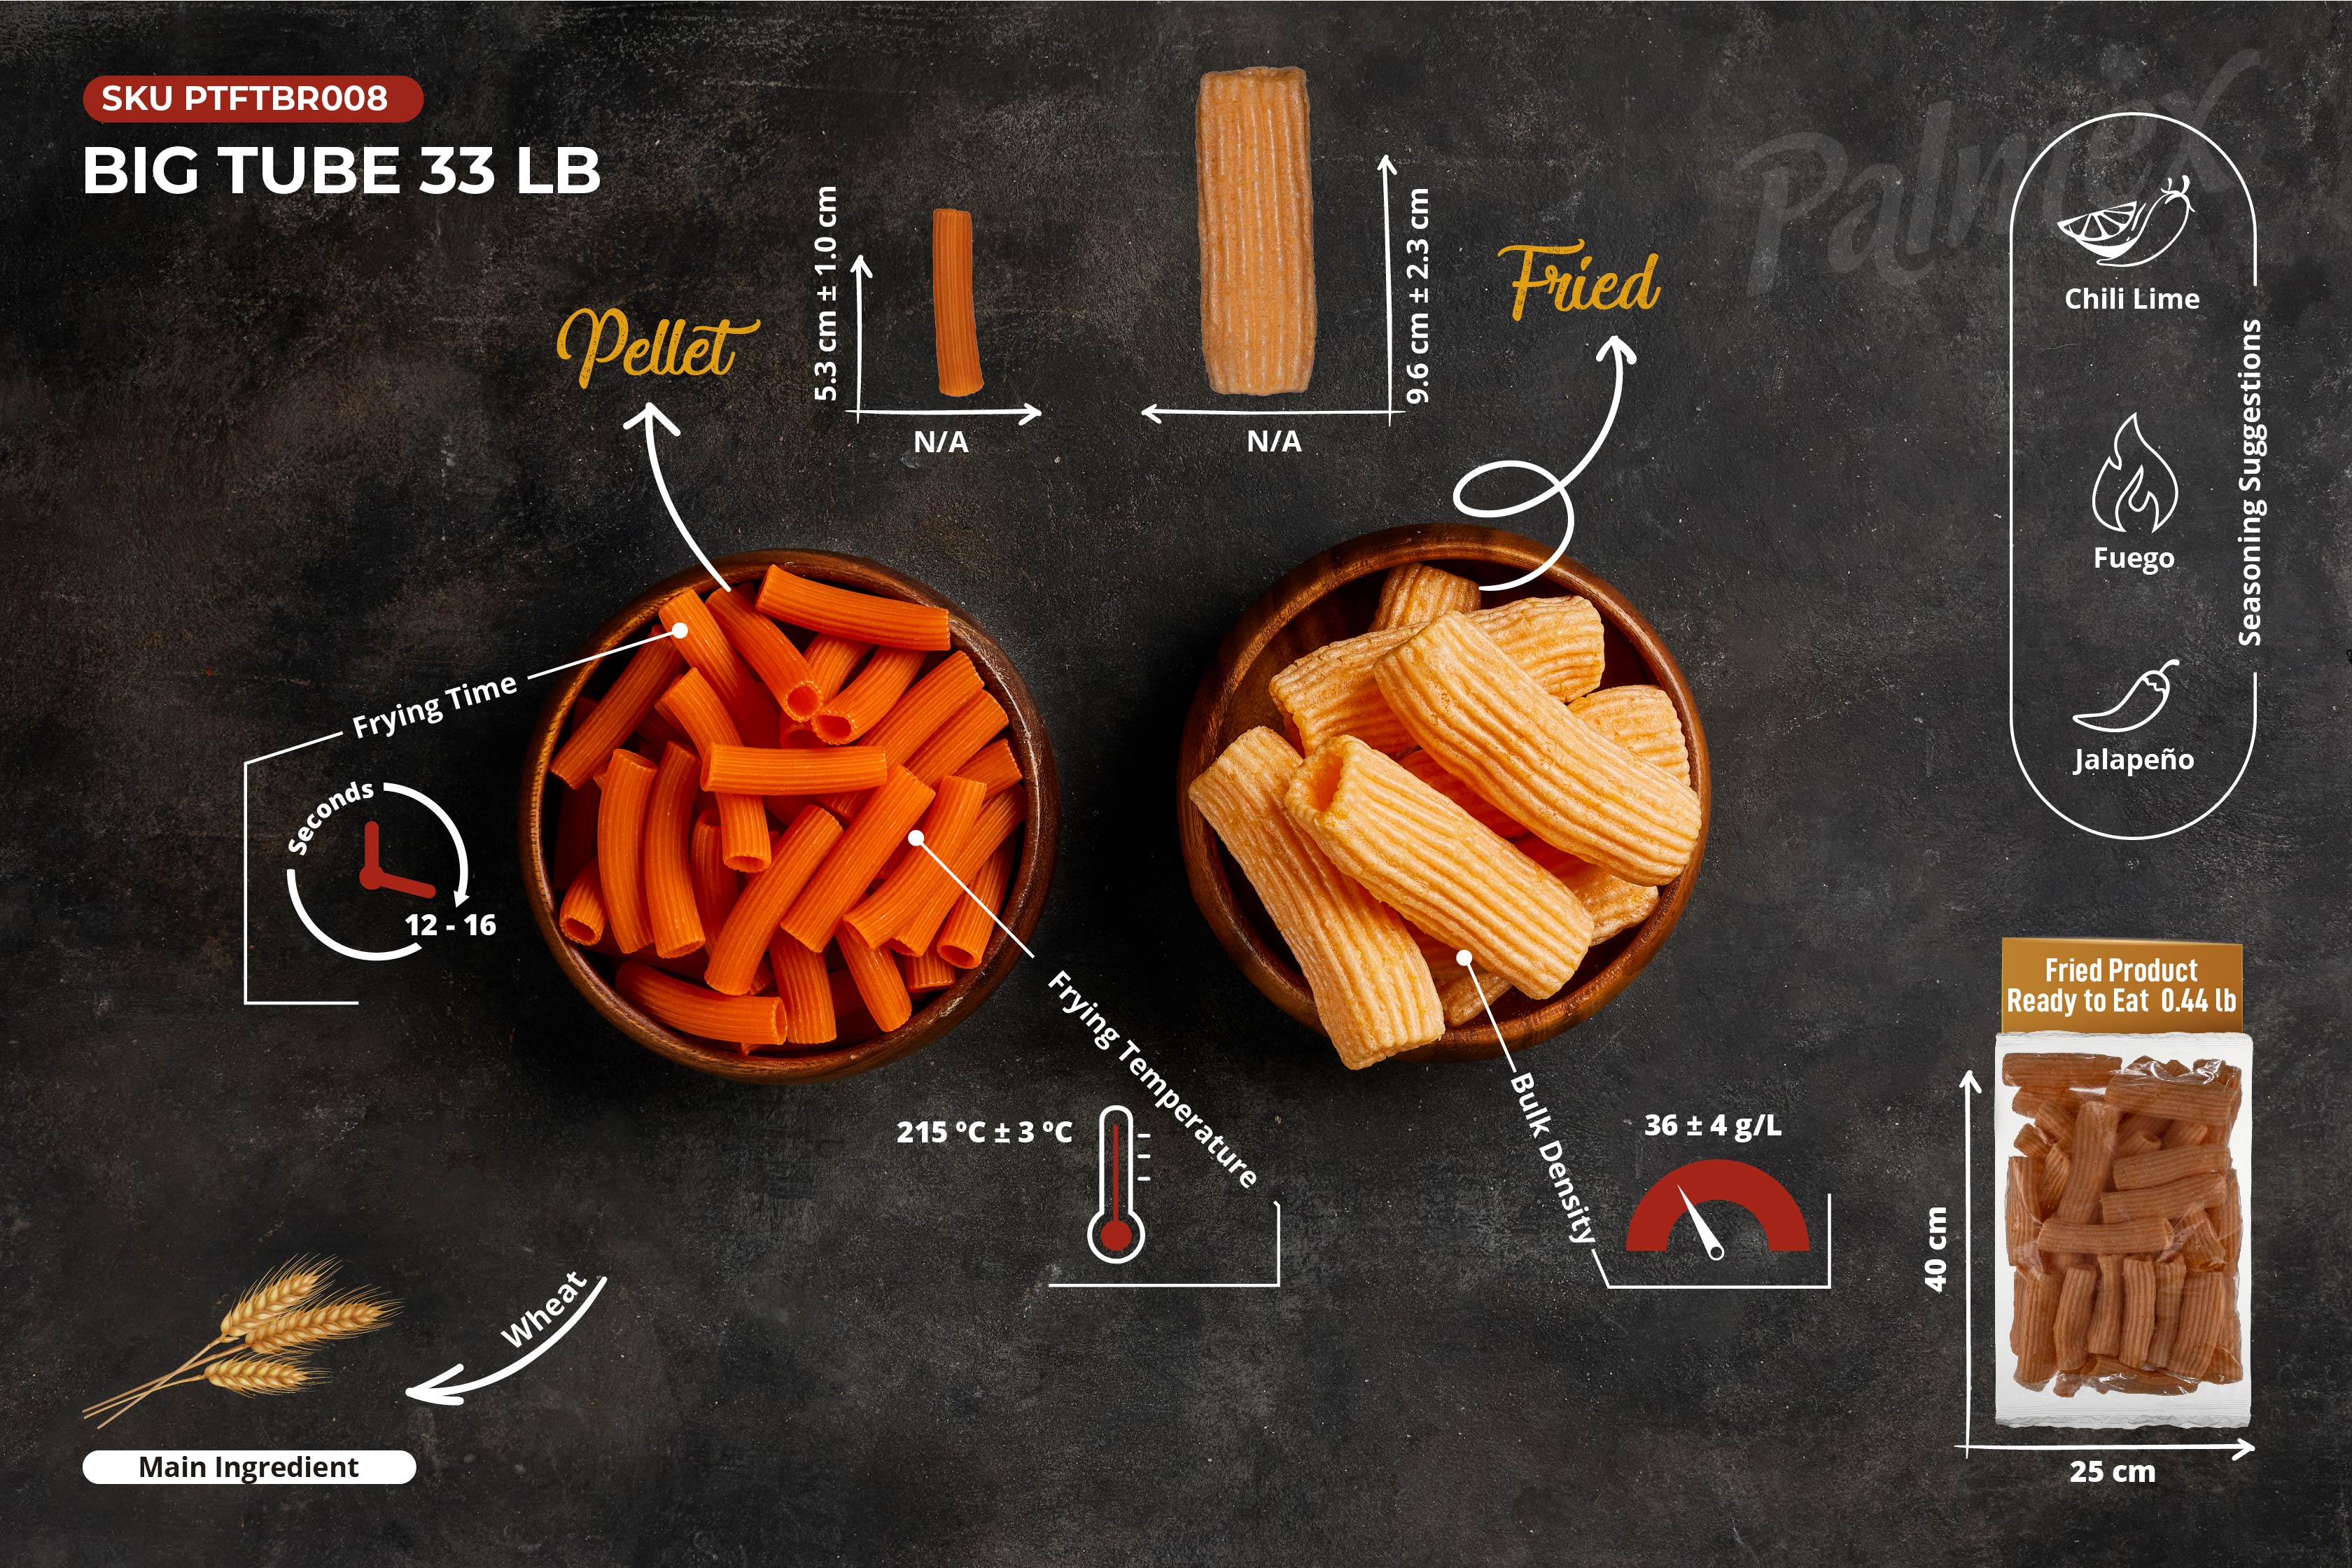 SKU PTFTBR008
BIG TUBE 33 LB
Palmex
Pellet
5.3 cm ± 1.0 cm
N/A
9.6 cm ± 2.3 cm
N/A
Fried
Chili Lime
Fuego
Jalapeño
Seasoning Suggestions
Frying Time
Seconds
12 - 16
Frying Temperature
215 ºC ± 3 ºC
Bulk Density
36 ± 4 g/L
Fried Product
Ready to Eat 0.44 lb
40 cm
25 cm
Wheat
Main Ingredient